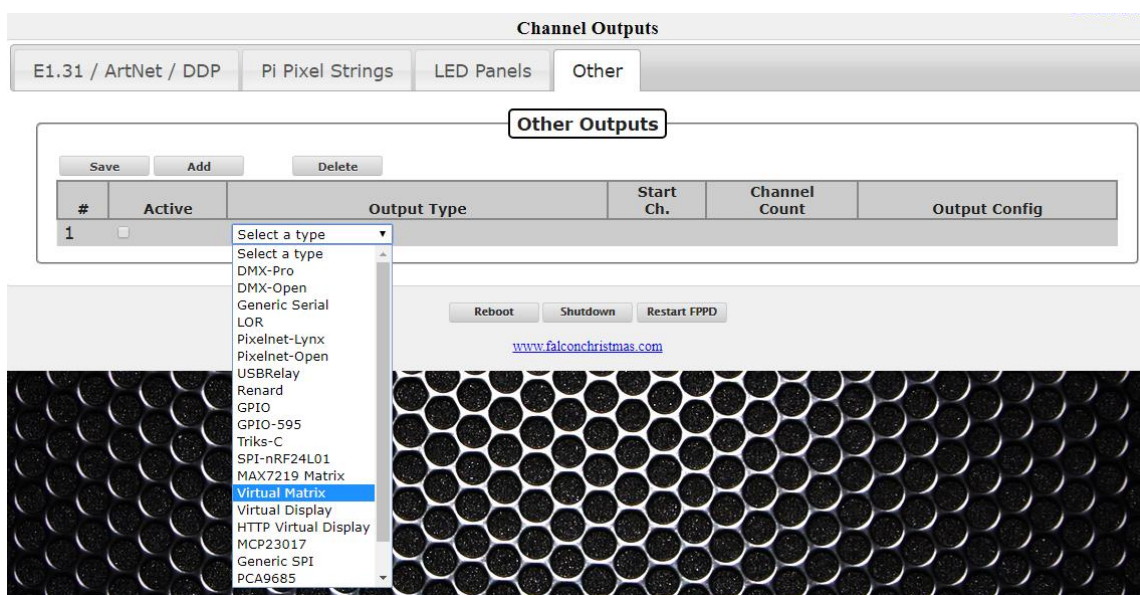 Channel Outputs
E1.31 / ArtNet / DDP Pi Pixel Strings LED Panels Other
Other Outputs
Save Add Delete
# Active Output Type Start Ch. Channel Count Output Config
1 Select a type
Select a type
DMX-Pro
DMX-Open
Generic Serial
LOR
Pixelnet-Lynx
Pixelnet-Open
USBRelay
Renard
GPIO
GPIO-595
Triks-C
SPI-nRF24L01
MAX7219 Matrix
Virtual Matrix
Virtual Display
HTTP Virtual Display
MCP23017
Generic SPI
PCA9685
Reboot Shutdown Restart FPPD
www.falconchristmas.com